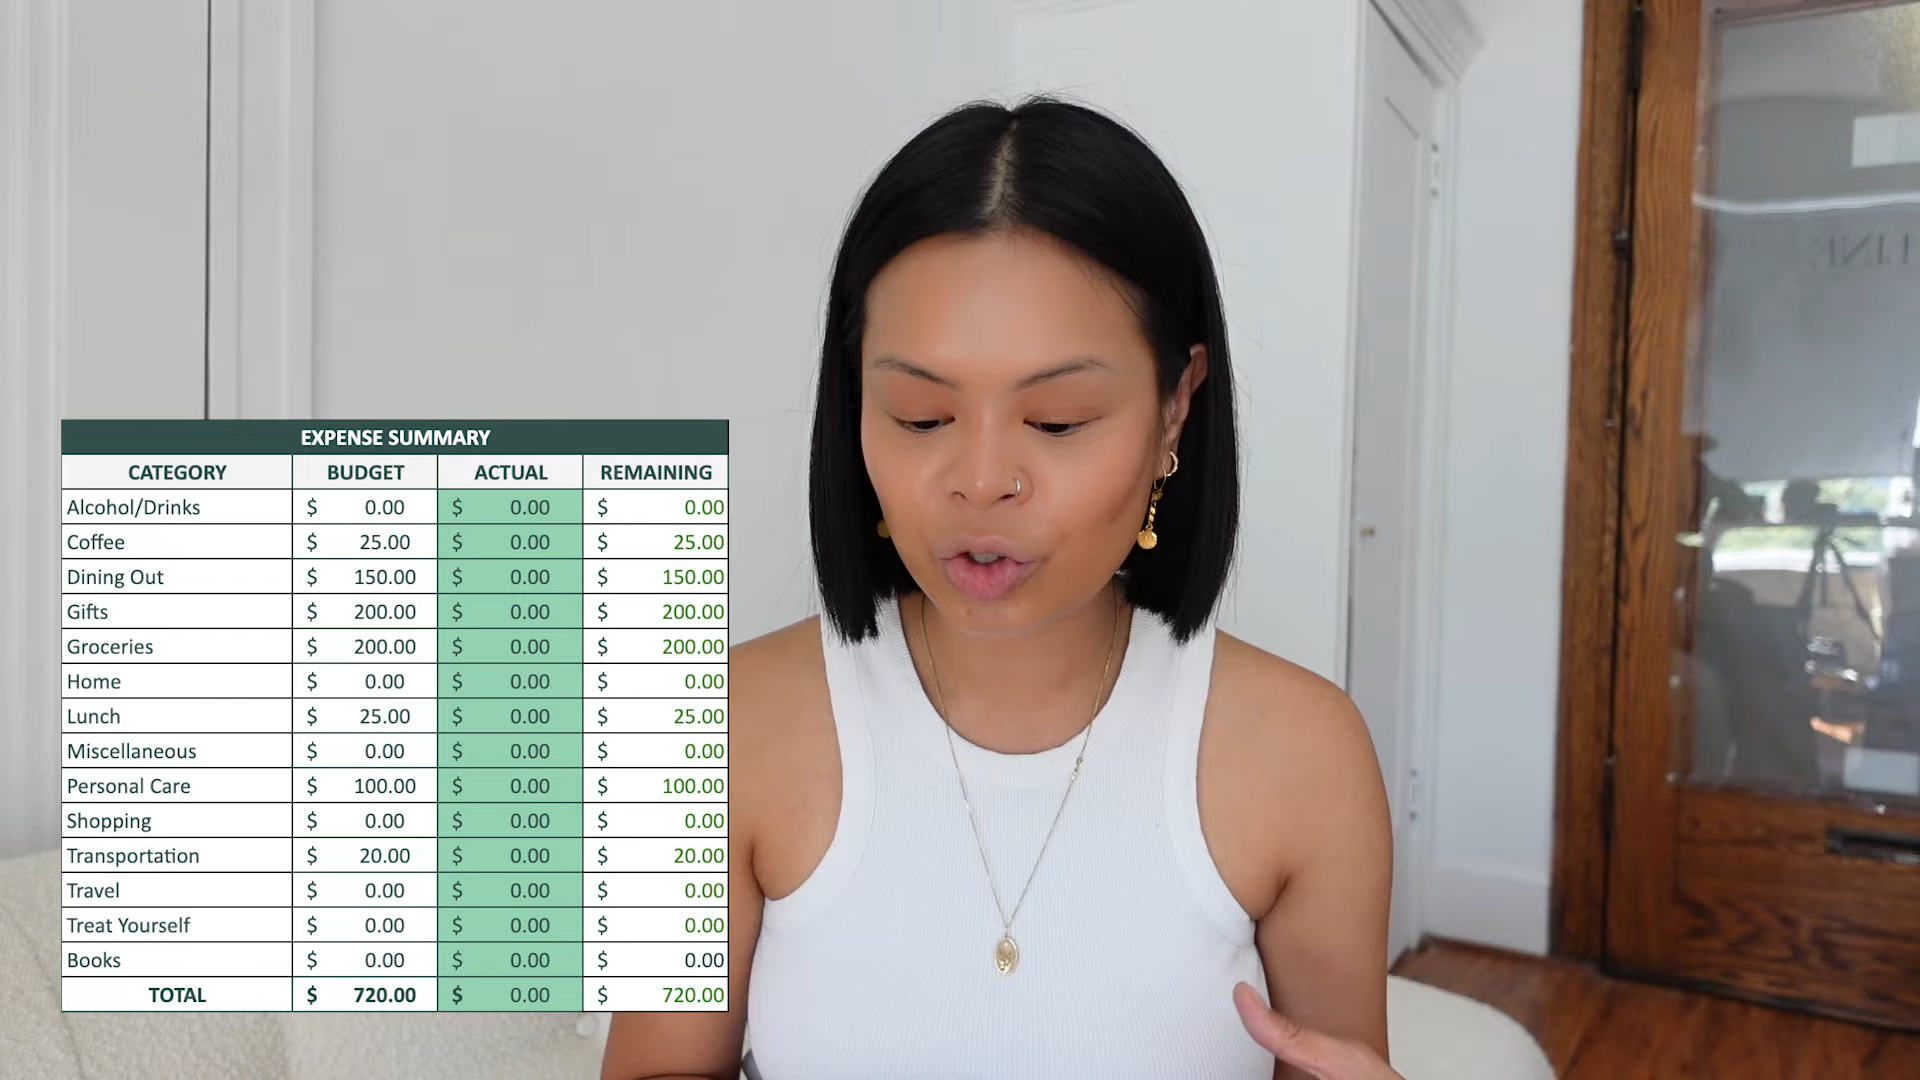 EXPENSE SUMMARY
CATEGORY BUDGET ACTUAL REMAINING
Alcohol/Drinks $ 0.00 $ 0.00 $ 0.00
Coffee $ 25.00 $ 0.00 $ 25.00
Dining Out $ 150.00 $ 0.00 $ 150.00
Gifts $ 200.00 $ 0.00 $ 200.00
Groceries $ 200.00 $ 0.00 $ 200.00
Home $ 0.00 $ 0.00 $ 0.00
Lunch $ 25.00 $ 0.00 $ 25.00
Miscellaneous $ 0.00 $ 0.00 $ 0.00
Personal Care $ 100.00 $ 0.00 $ 100.00
Shopping $ 0.00 $ 0.00 $ 0.00
Transportation $ 20.00 $ 0.00 $ 20.00
Travel $ 0.00 $ 0.00 $ 0.00
Treat Yourself $ 0.00 $ 0.00 $ 0.00
Books $ 0.00 $ 0.00 $ 0.00
TOTAL $ 720.00 $ 0.00 $ 720.00